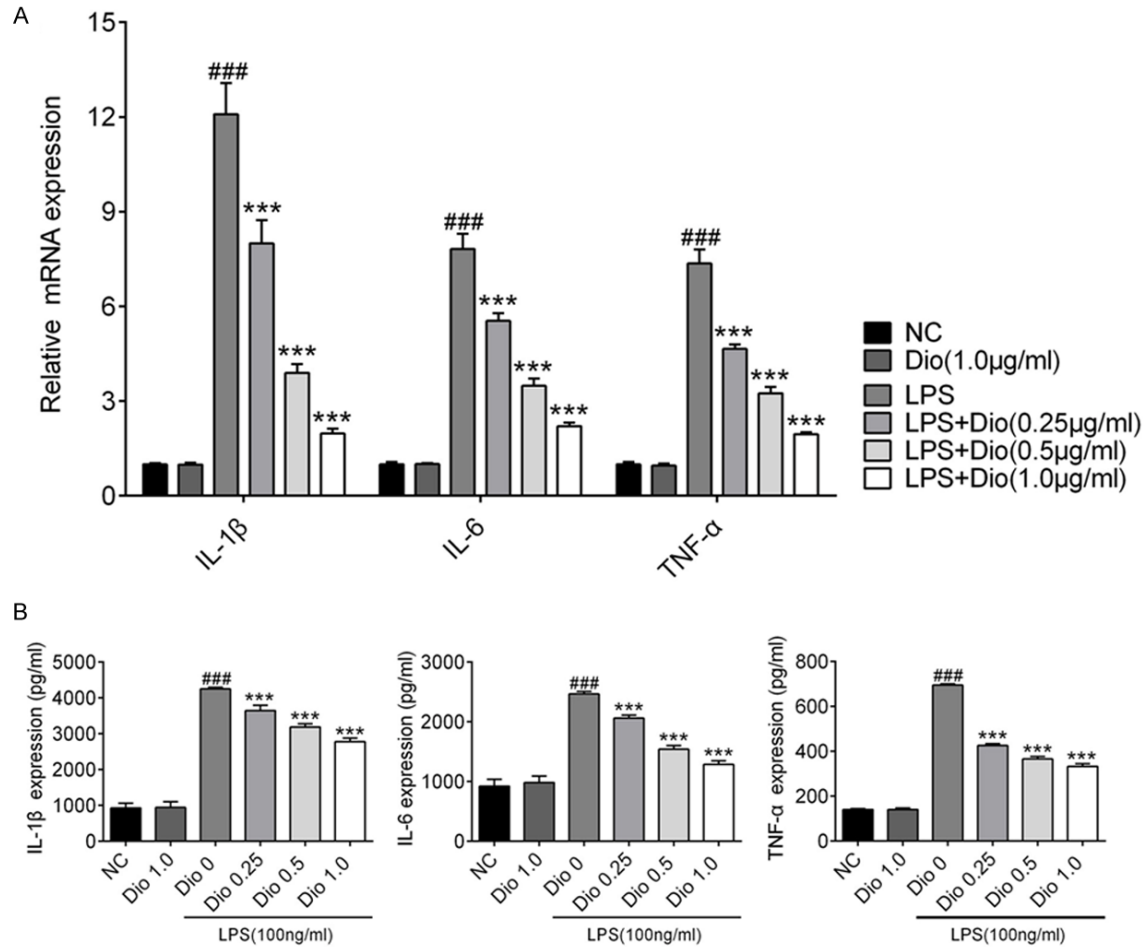 A
Relative mRNA expression
15
12
9
6
3
0
###
***
***
***
###
***
***
***
###
***
***
***
IL-1β
IL-6
TNF-α
NC
Dio(1.0µg/ml)
LPS
LPS+Dio(0.25µg/ml)
LPS+Dio(0.5µg/ml)
LPS+Dio(1.0µg/ml)
B
IL-1β expression (pg/ml)
5000
4000
3000
2000
1000
0
###
***
***
***
NC
Dio 1.0
Dio 0
Dio 0.25
Dio 0.5
Dio 1.0
LPS(100ng/ml)
IL-6 expression (pg/ml)
3000
2000
1000
0
###
***
***
***
NC
Dio 1.0
Dio 0
Dio 0.25
Dio 0.5
Dio 1.0
LPS(100ng/ml)
TNF-α expression (pg/ml)
800
600
400
200
0
###
***
***
***
NC
Dio 1.0
Dio 0
Dio 0.25
Dio 0.5
Dio 1.0
LPS(100ng/ml)